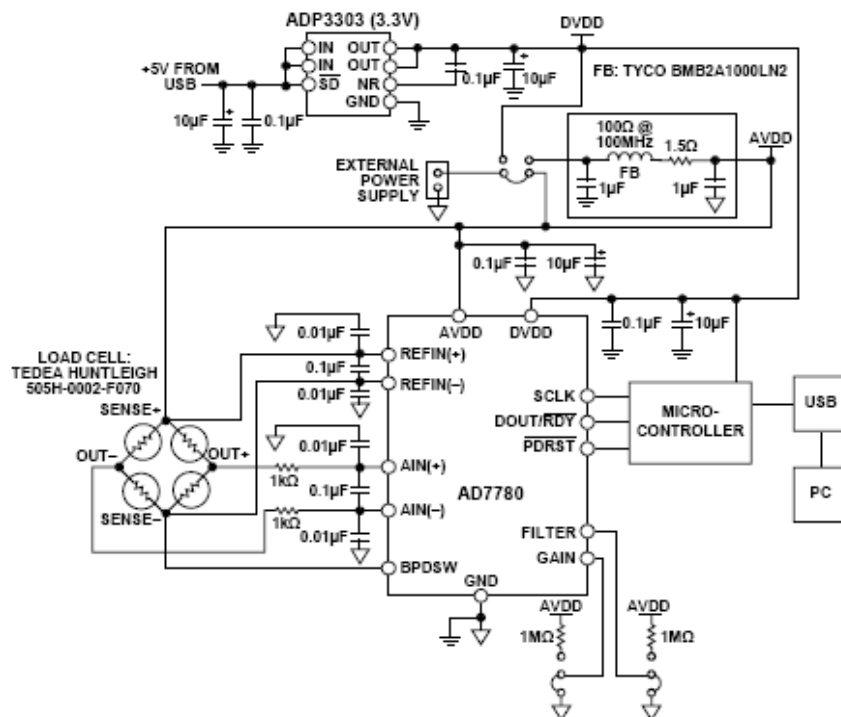 ADP3303 (3.3V)
DVDD
IN
OUT
IN
OUT
SD
NR
GND
+5V FROM
USB
10µF
0.1µF
0.1µF
10µF
FB: TYCO BMB2A1000LN2
100Ω @
100MHz
1.5Ω
FB
1µF
1µF
AVDD
EXTERNAL
POWER
SUPPLY
0.1µF
10µF
AVDD
DVDD
0.1µF
10µF
LOAD CELL:
TEDEA HUNTLEIGH
505H-0002-F070
SENSE+
OUT–
OUT+
SENSE–
0.01µF
0.1µF
0.01µF
REFIN(+)
REFIN(–)
0.01µF
1kΩ
0.1µF
1kΩ
0.01µF
AIN(+)
AIN(–)
BPDSW
AD7780
GND
SCLK
DOUT/RDY
PDRST
FILTER
GAIN
MICRO-
CONTROLLER
USB
PC
AVDD
1MΩ
AVDD
1MΩ